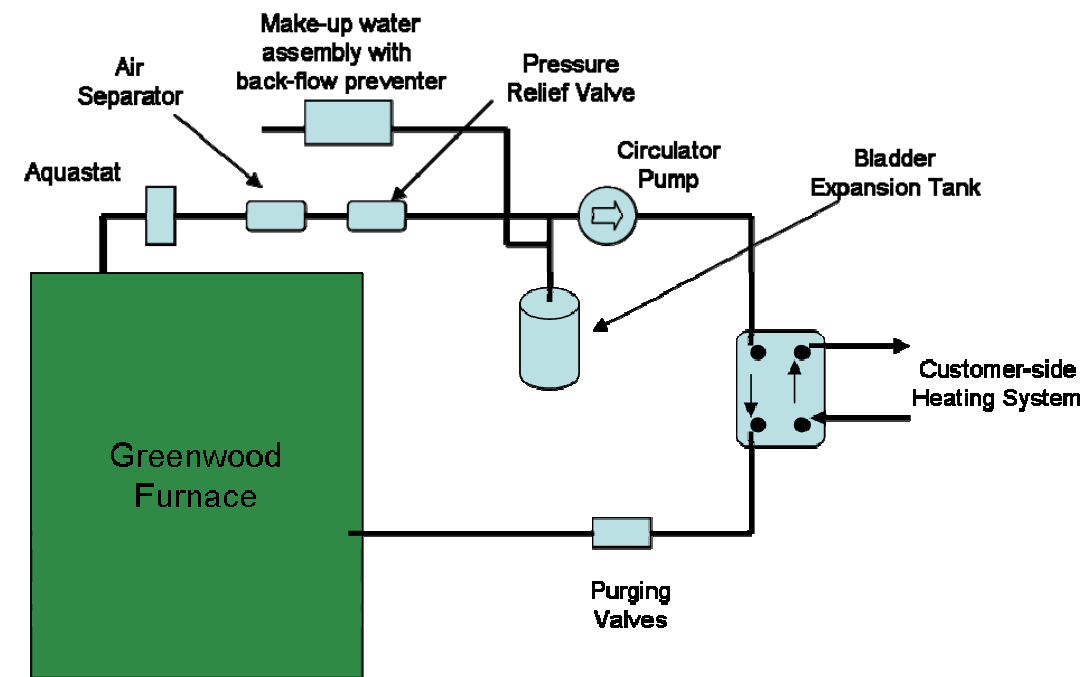 Make-up water
assembly with
back-flow preventer
Air
Separator
Pressure
Relief Valve
Aquastat
Circulator
Pump
Bladder
Expansion Tank
Customer-side
Heating System
Greenwood
Furnace
Purging
Valves